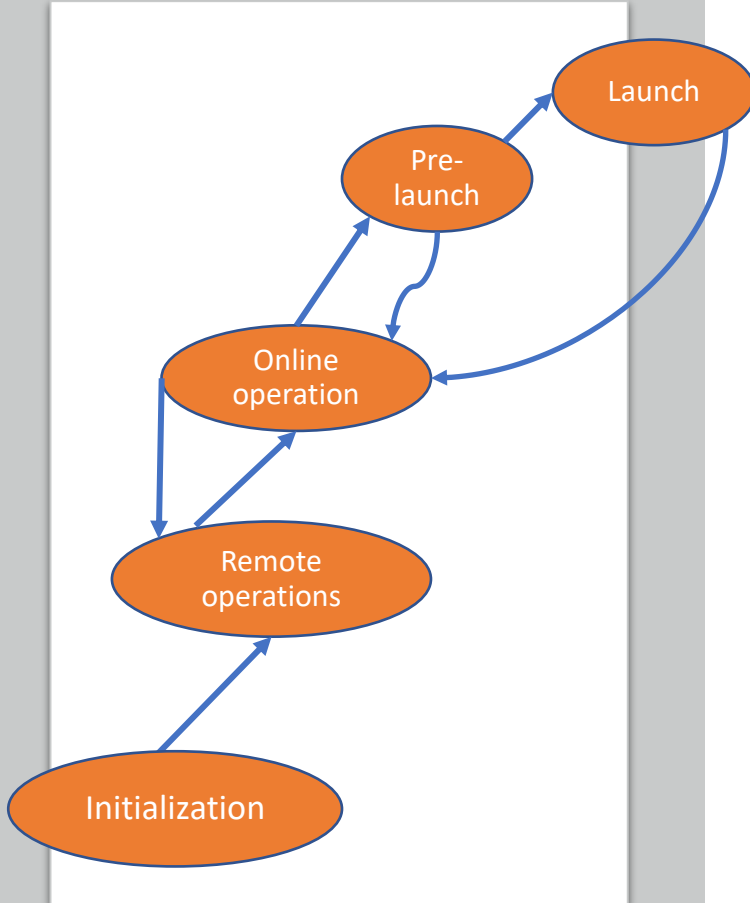 Launch
Pre-
launch
Online
operation
Remote
operations
Initialization